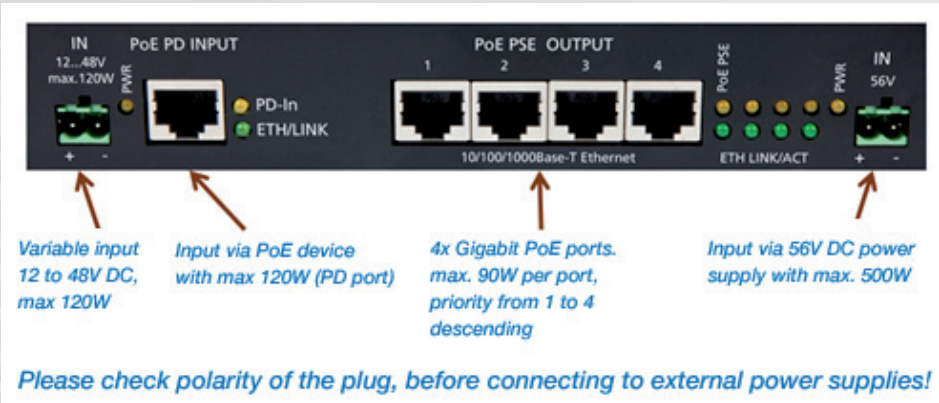 IN
12...48V
max.120W
PWR
PoE PD INPUT
PD-In
ETH/LINK
PoE PSE OUTPUT
1 2 3 4
10/100/1000Base-T Ethernet
PoE PSE
ETH LINK/ACT
PWR
IN
56V
+ -
+ -
Variable input
12 to 48V DC,
max 120W
Input via PoE device
with max 120W (PD port)
4x Gigabit PoE ports.
max. 90W per port,
priority from 1 to 4
descending
Input via 56V DC power
supply with max. 500W
Please check polarity of the plug, before connecting to external power supplies!